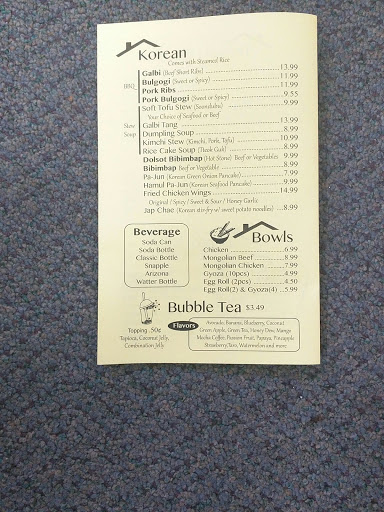 Korean
Comes with Steamed Rice
BBQ
Galbi (Beef Short Ribs) 13.99
Bulgogi (Sweet or Spicy) 11.99
Pork Ribs 11.99
Pork Bulgogi (Sweet or Spicy) 9.55
Stew
Soup
Soft Tofu Stew (Soondubu) 9.99
Your Choice of Seafood or Beef
Galbi Tang 13.99
Dumpling Soup 8.99
Kimchi Stew (Kimchi, Pork, Tofu) 10.99
Rice Cake Soup (Tteok Guk) 8.99
Dolsot Bibimbap (Hot Stone) Beef or Vegetables 9.99
Bibimbap Beef or Vegetable 8.99
Pa-Jun (Korean Green Onion Pancake) 7.99
Hamul Pa-Jun (Korean Seafood Pancake) 9.99
Fried Chicken Wings 14.99
Original / Spicy / Sweet & Sour / Honey Garlic
Jap Chae (Korean stir-fry w/ sweet potato noodles) 8.99
Beverage
Soda Can
Soda Bottle
Classic Bottle
Snapple
Arizona
Watter Bottle
Bowls
Chicken 6.99
Mongolian Beef 8.99
Mongolian Chicken 7.99
Gyoza (10pcs) 4.99
Egg Roll (2pcs) 4.50
Egg Roll(2) & Gyoza(4) 5.99
Bubble Tea $3.49
Topping .50¢
Tapioca, Coconut Jelly,
Combination Jelly
Flavors
Avocado, Banana, Blueberry, Coconut
Green Apple, Green Tea, Honey Dew, Mango
Mocha Coffee, Passion Fruit, Papaya, Pineapple
Strawberry, Taro, Watermelon and more